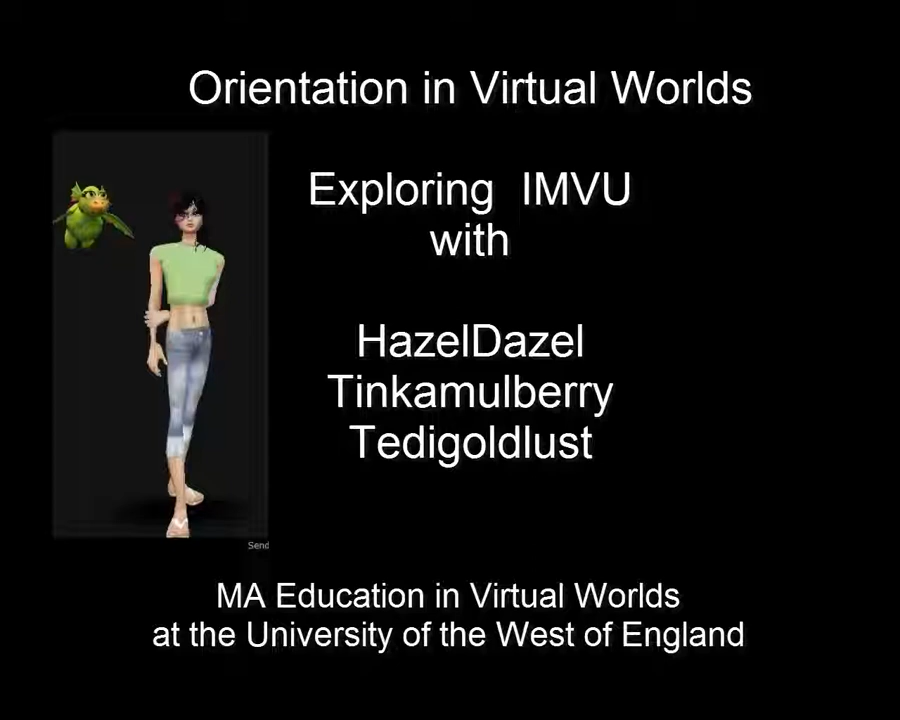 Orientation in Virtual Worlds
Exploring IMVU
with
HazelDazel
Tinkamulberry
Tedigoldlust
Send
MA Education in Virtual Worlds
at the University of the West of England